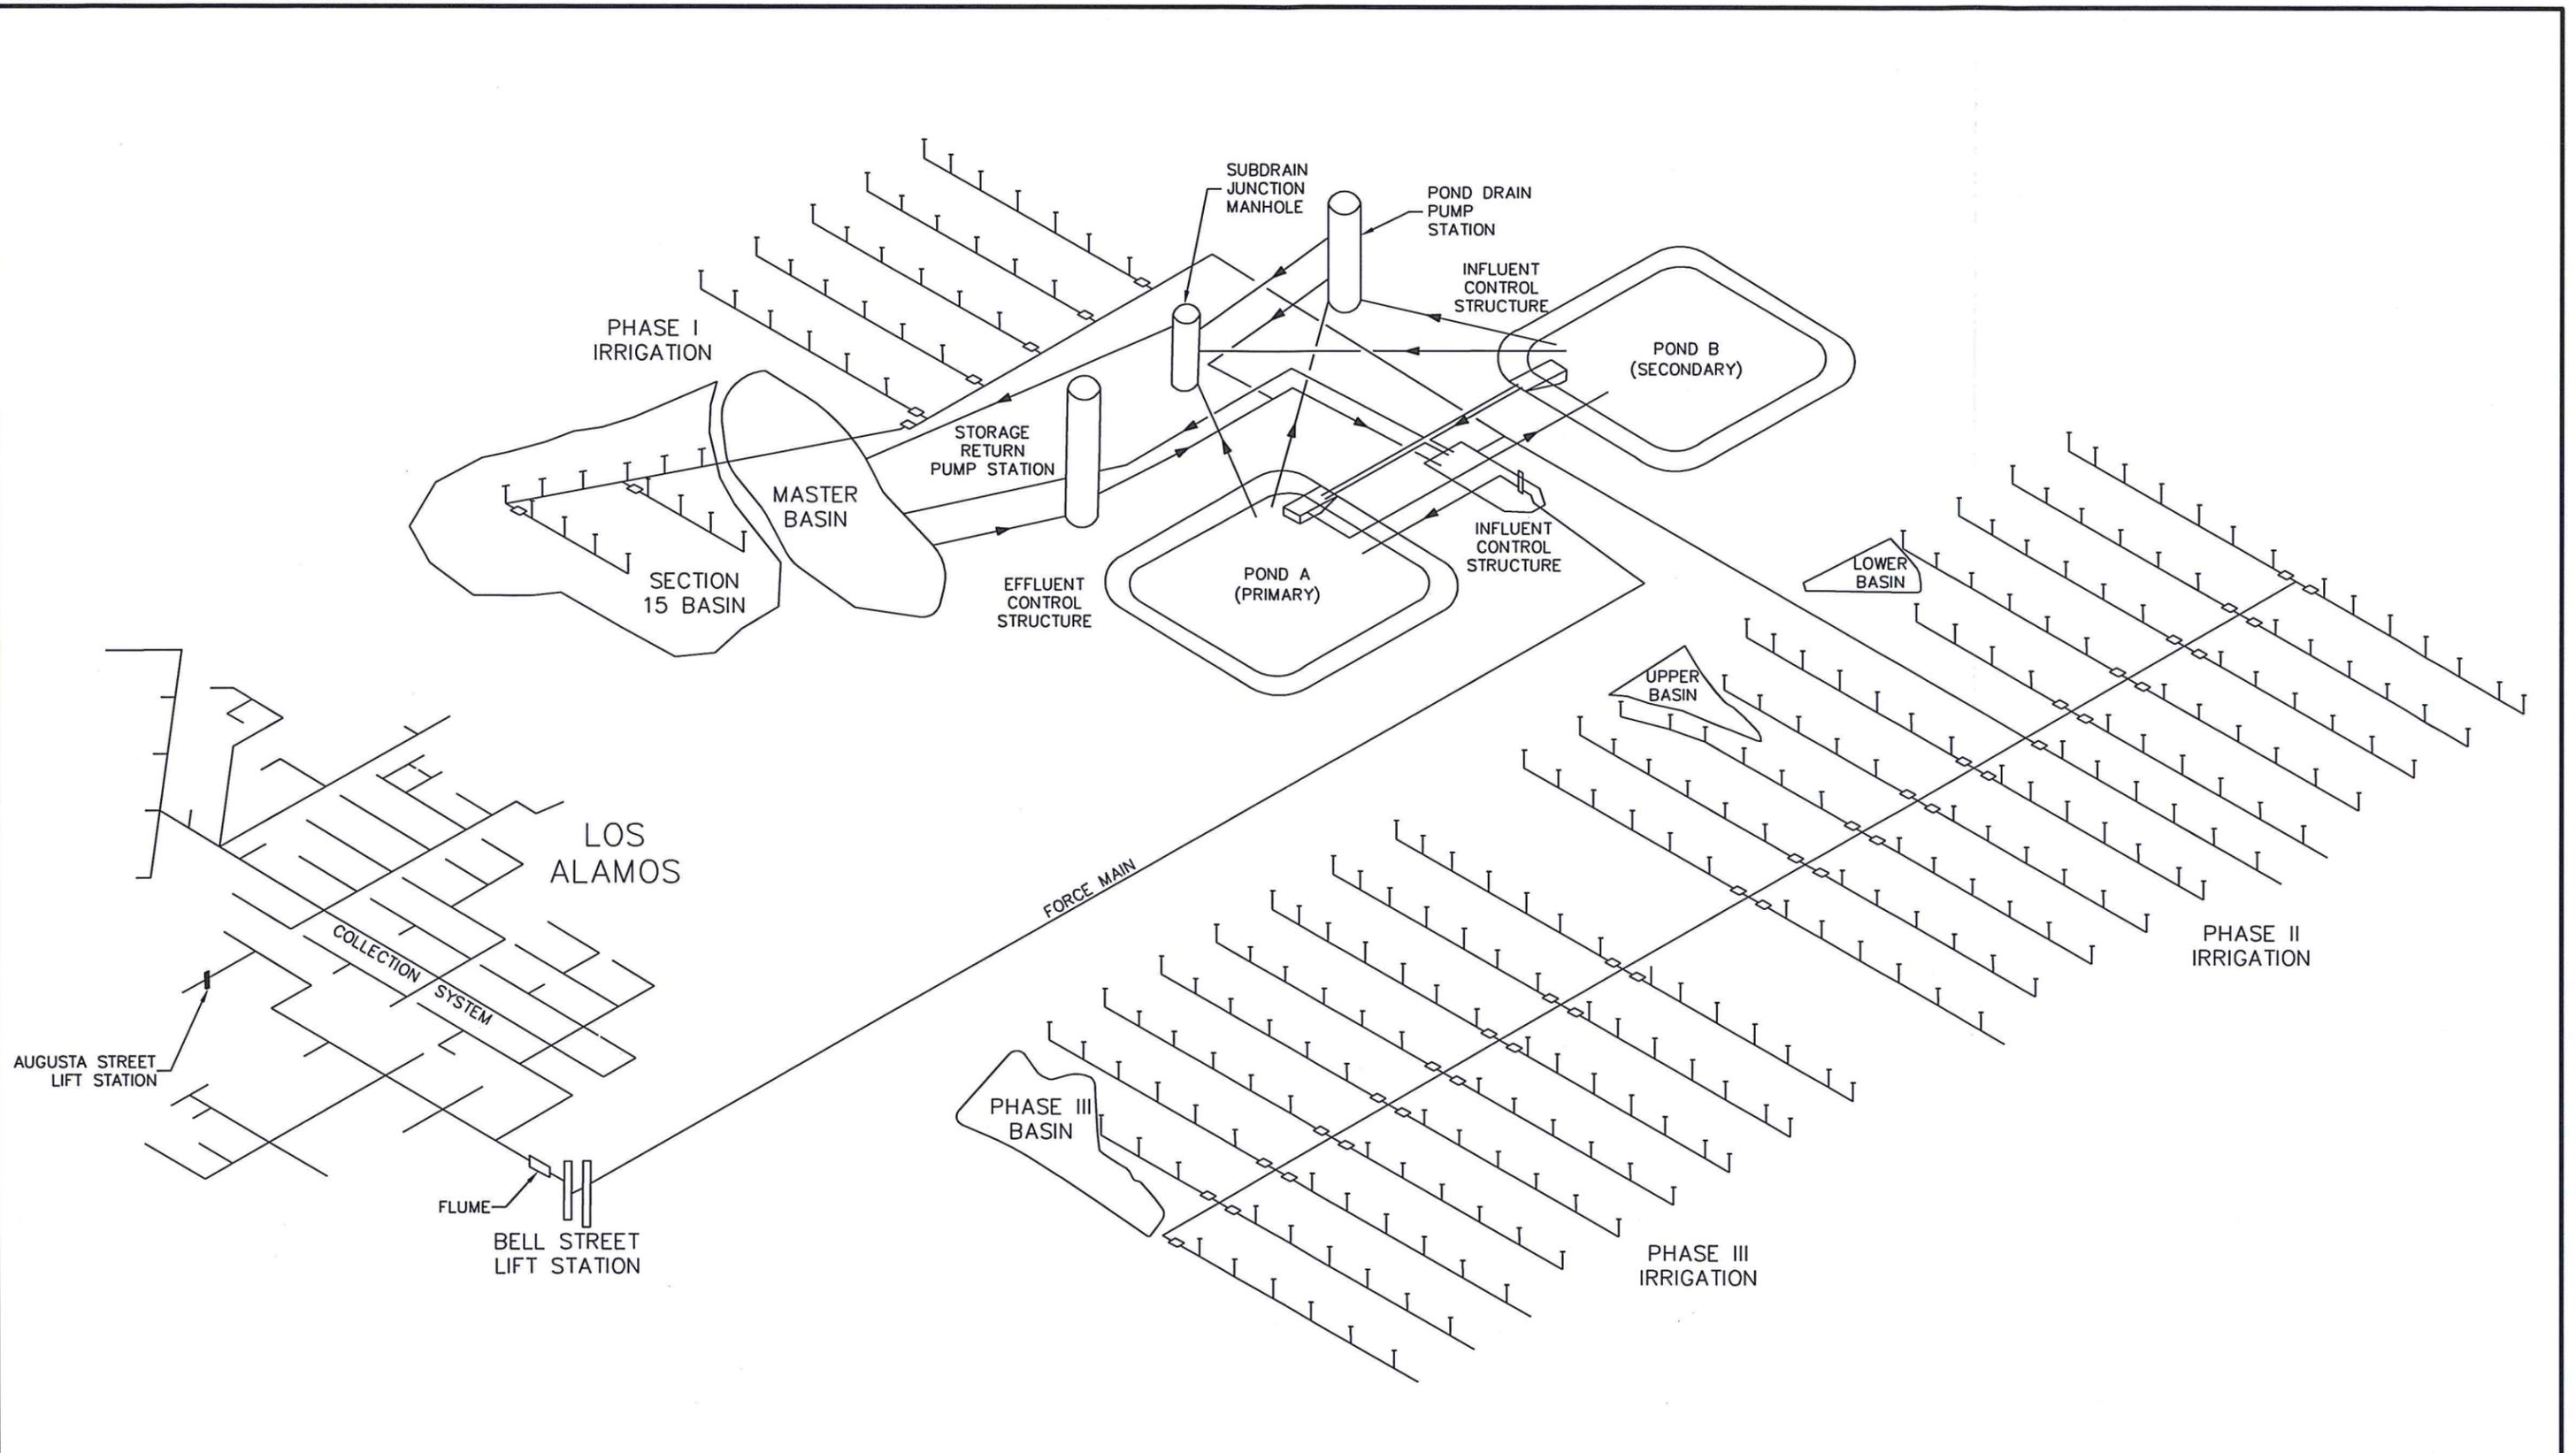 SUBDRAIN
JUNCTION
MANHOLE
POND DRAIN
PUMP
STATION
INFLUENT
CONTROL
STRUCTURE
PHASE I
IRRIGATION
POND B
(SECONDARY)
STORAGE
RETURN
PUMP STATION
MASTER
BASIN
INFLUENT
CONTROL
STRUCTURE
SECTION
15 BASIN
EFFLUENT
CONTROL
STRUCTURE
POND A
(PRIMARY)
LOWER
BASIN
UPPER
BASIN
LOS
ALAMOS
FORCE MAIN
COLLECTION SYSTEM
PHASE II
IRRIGATION
AUGUSTA STREET
LIFT STATION
PHASE III
BASIN
FLUME
BELL STREET
LIFT STATION
PHASE III
IRRIGATION